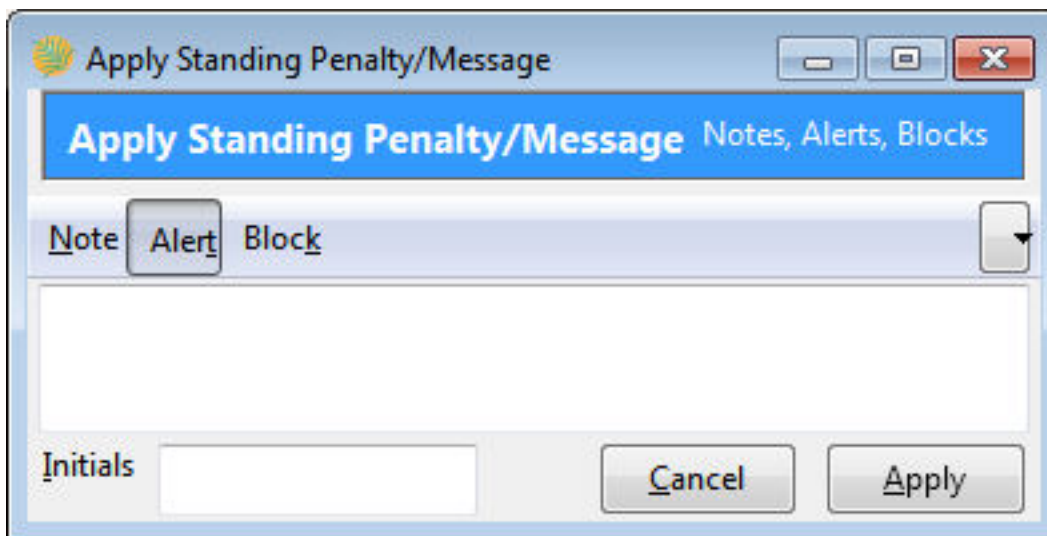 Apply Standing Penalty/Message
Apply Standing Penalty/Message Notes, Alerts, Blocks
Note Alert Block
Initials Cancel Apply